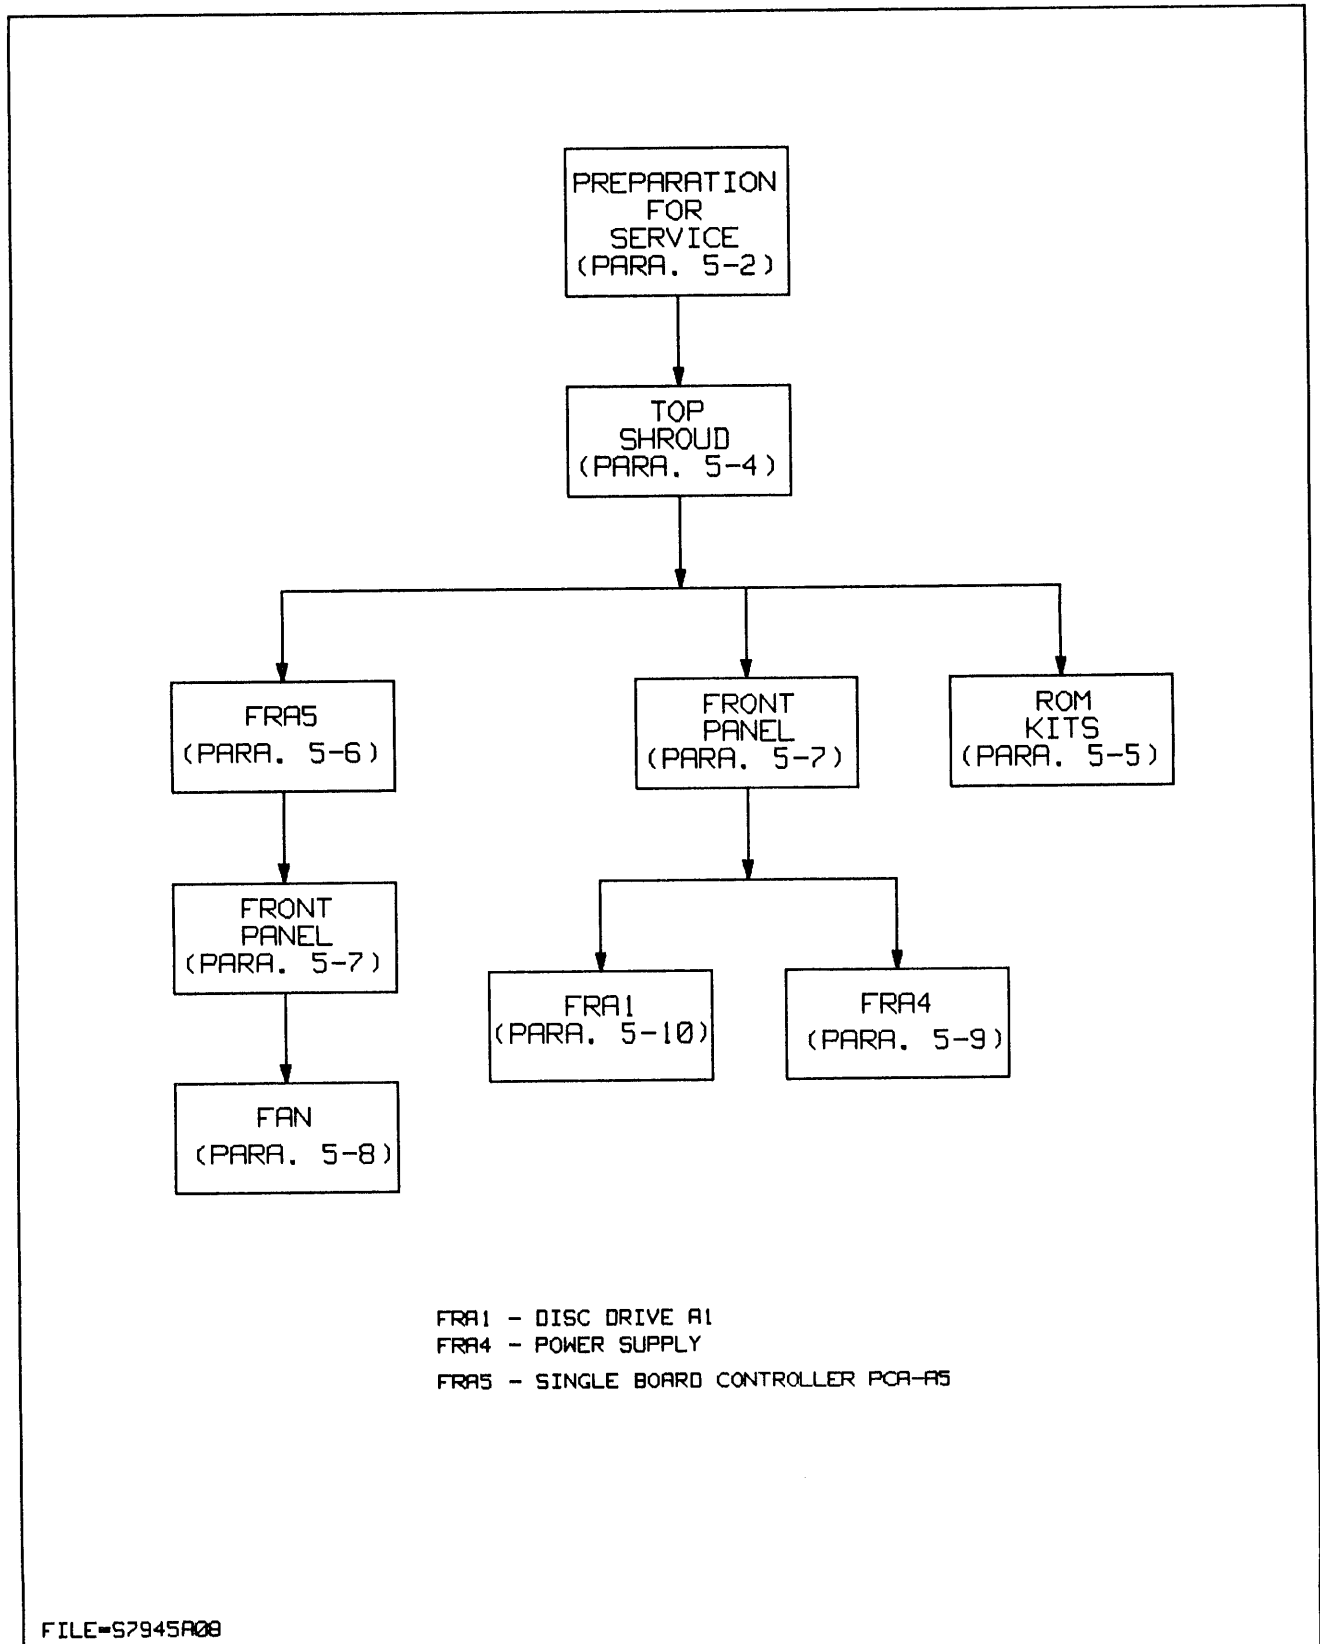 PREPARATION
FOR
SERVICE
(PARA. 5-2)
TOP
SHROUD
(PARA. 5-4)
FRA5
(PARA. 5-6)
FRONT
PANEL
(PARA. 5-7)
ROM
KITS
(PARA. 5-5)
FRONT
PANEL
(PARA. 5-7)
FRA1
(PARA. 5-10)
FRA4
(PARA. 5-9)
FAN
(PARA. 5-8)
FRA1 - DISC DRIVE A1
FRA4 - POWER SUPPLY
FRA5 - SINGLE BOARD CONTROLLER PCA-A5
FILE=S7945A08